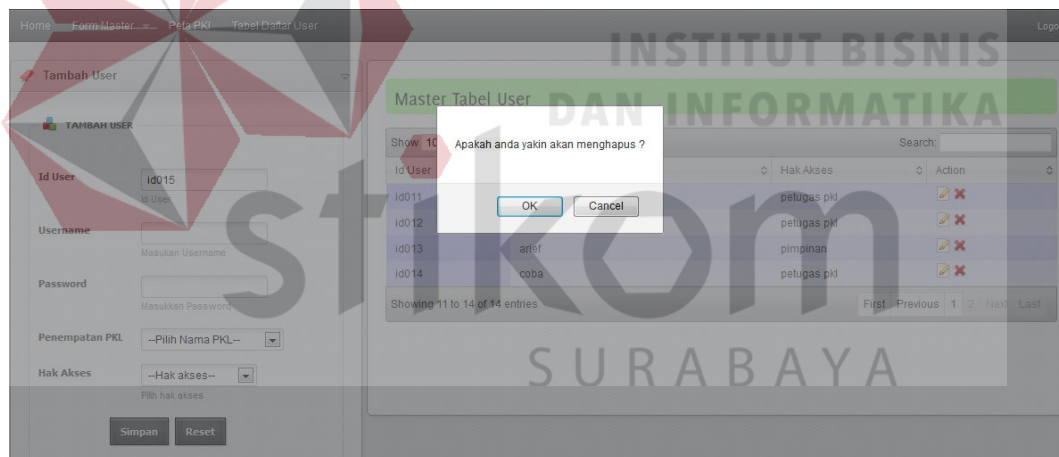 Home Form Master Peta PKl Tabel Daftar User
Tambah User
TAMBAH USER
Id User id015
Id User
Username
Masukan Username
Password
Masukkan Password
Penempatan PKL --Pilih Nama PKL--
Hak Akses --Hak akses--
Pilih hak akses
Simpan Reset
Master Tabel User
Show 10 Search:
Id User Hak Akses Action
id011 petugas pkl
id012 petugas pkl
id013 arief pimpinan
id014 coba petugas pkl
Showing 11 to 14 of 14 entries First Previous 1 2 Next Last
Apakah anda yakin akan menghapus ?
OK Cancel
INSTITUT BISNIS
DAN INFORMATIKA
stikom
SURABAYA